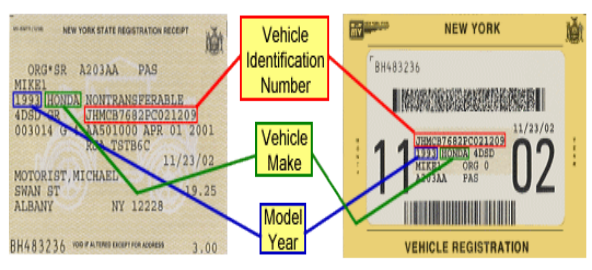 NEW YORK STATE REGISTRATION RECEIPT
ORG*SR A203AA PAS
MIKE1
1993 HONDA NONTRANSFERABLE
4DSD GR JHMCB7682PC021209
003014 G 4 AA501000 APR 01 2001
TSTB6C
11/23/02
MOTORIST,MICHAEL
SWAN ST 19.25
ALBANY NY 12228
BH483236 VOID IF ALTERED EXCEPT FOR ADDRESS 3.00
Vehicle
Identification
Number
Vehicle
Make
Model
Year
NEW YORK
BH483236
11/23/02
JHMCB7682PC021209
1993 HONDA 4DSD
MIKE1 ORG 0
A203AA PAS
11 02
VEHICLE REGISTRATION